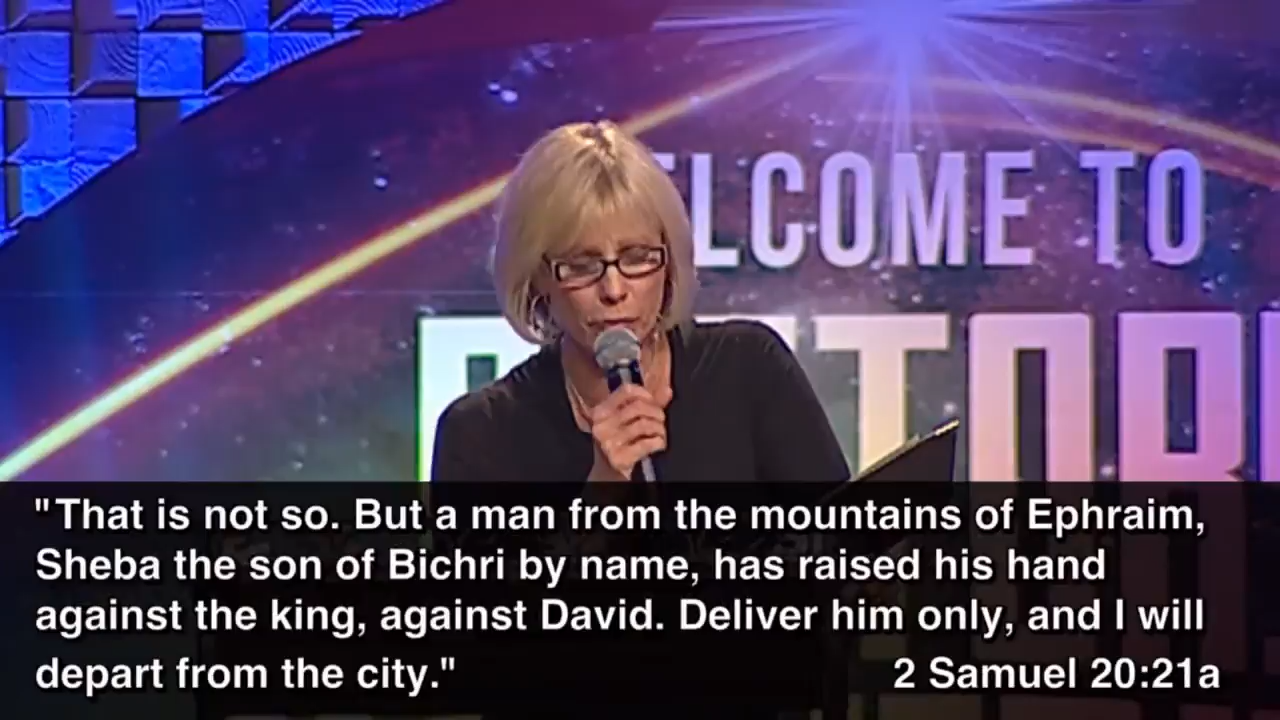 ELCOME TO
"That is not so. But a man from the mountains of Ephraim,
Sheba the son of Bichri by name, has raised his hand
against the king, against David. Deliver him only, and I will
depart from the city."
2 Samuel 20:21a